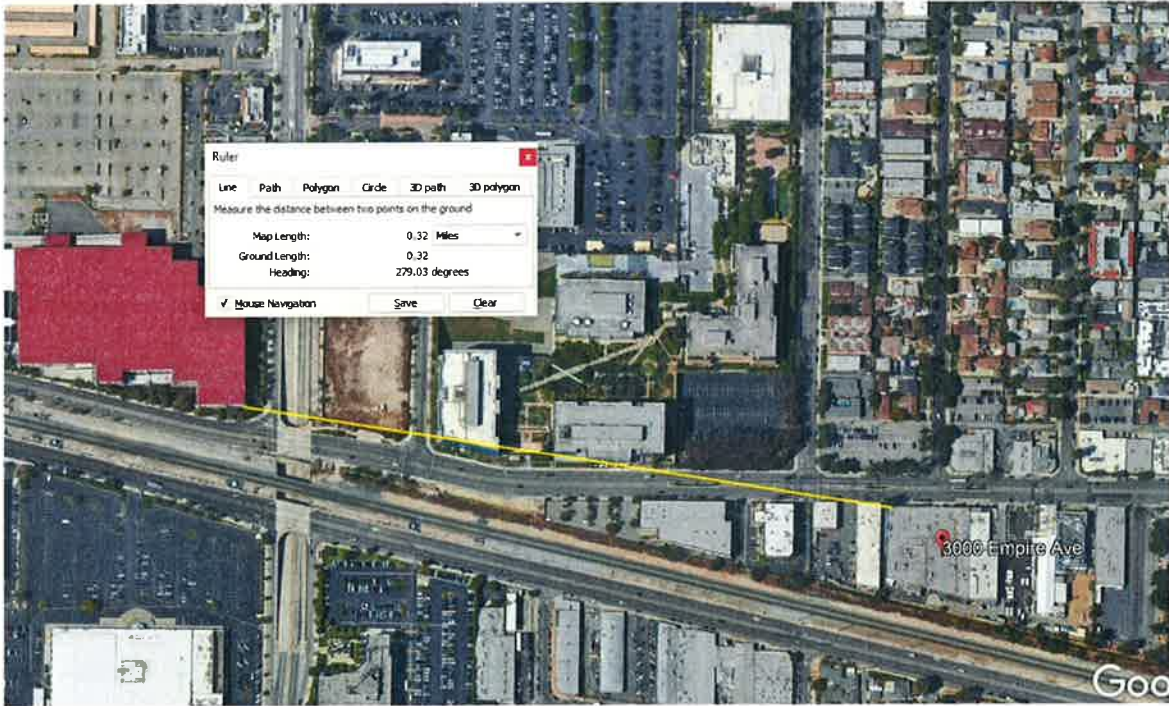 Ruler
Line Path Polygon Circle 3D path 3D polygon
Measure the distance between two points on the ground
Map Length: 0.32 Miles
Ground Length: 0.32
Heading: 279.03 degrees
Mouse Navigation Save Clear
3000 Empire Ave
Goo